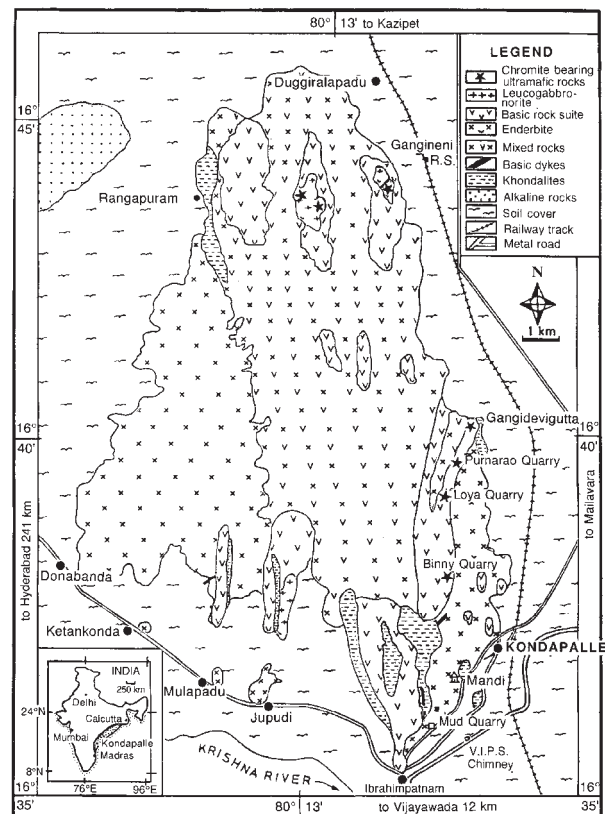 80° 13' to Kazipet
LEGEND
Chromite bearing
ultramafic rocks
Leucogabbro-
norite
Basic rock suite
Enderbite
Mixed rocks
Basic dykes
Khondalites
Alkaline rocks
Soil cover
Railway track
Metal road
N
1 km
16°
45'
Duggiralapadu
Gangineni
R.S.
Rangapuram
16°
40'
16°
40'
Gangidevigutta
Purnarao Quarry
Loya Quarry
Binny Quarry
to Mailavara
to Hyderabad 241 km
Donabanda
Ketankonda
KONDAPALLE
Mandi
Mulapadu
Jupudi
Mud Quarry
V.I.P.S.
Chimney
KRISHNA RIVER
Ibrahimpatnam
INDIA
250 km
Delhi
Calcutta
24°N
Mumbai
Kondapalle
Madras
8°N
76°E
96°E
16°
35'
80° 13'
to Vijayawada 12 km
16°
35'